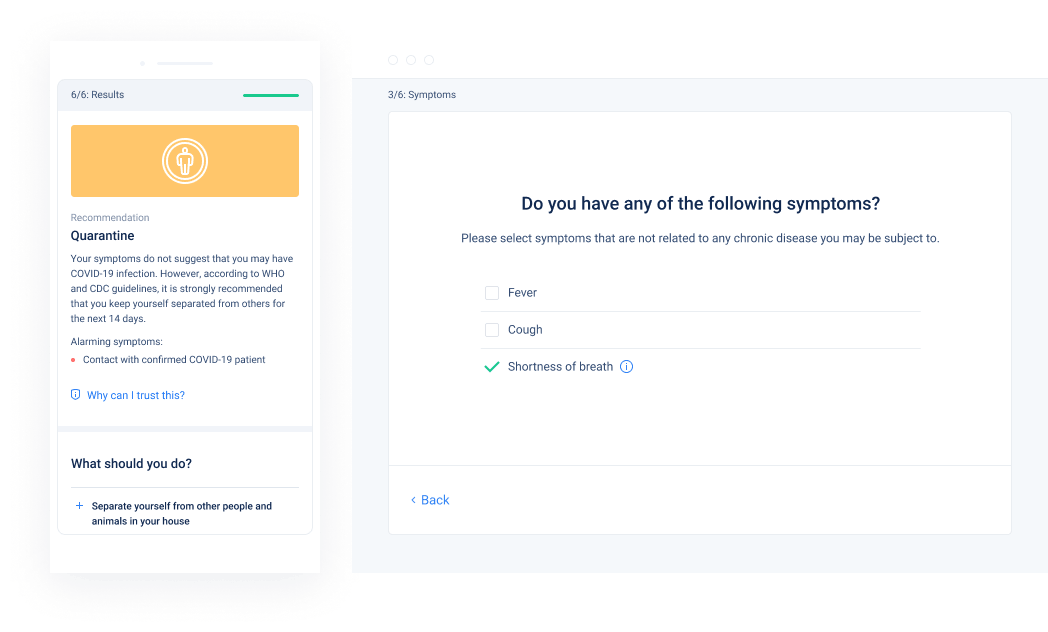 6/6: Results
Recommendation
Quarantine
Your symptoms do not suggest that you may have
COVID-19 infection. However, according to WHO
and CDC guidelines, it is strongly recommended
that you keep yourself separated from others for
the next 14 days.
Alarming symptoms:
Contact with confirmed COVID-19 patient
Why can I trust this?
What should you do?
+ Separate yourself from other people and
animals in your house
3/6: Symptoms
Do you have any of the following symptoms?
Please select symptoms that are not related to any chronic disease you may be subject to.
Fever
Cough
Shortness of breath
< Back